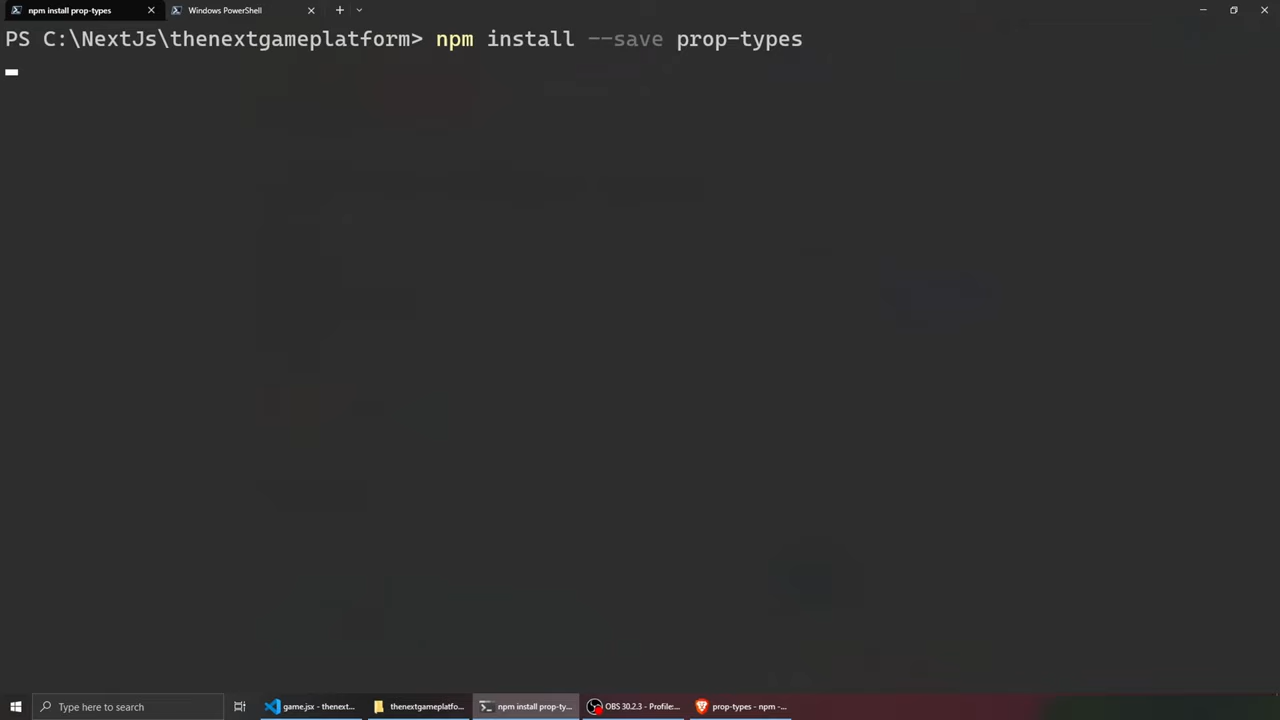 npm install prop-types
Windows PowerShell
PS C:\NextJs\thenextgameplatform> npm install --save prop-types
Type here to search
game.jsx - thenext...
thenextgameplatfo...
npm install prop-ty...
OBS 30.2.3 - Profile:...
prop-types - npm -...